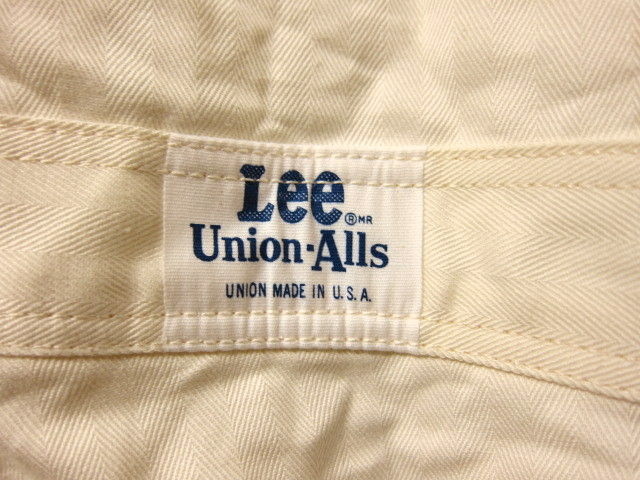 Lee
®MR
Union-Alls
UNION MADE IN U.S.A.